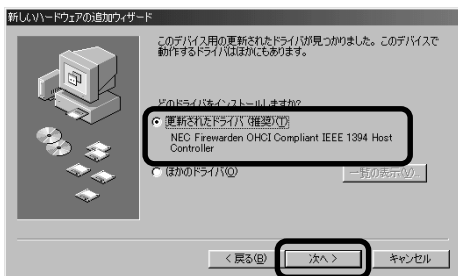 新しいハードウェアの追加ウィザード
このデバイス用の更新されたドライバが見つかりました。このデバイスで
動作するドライバはほかにもあります。
どのドライバをインストールしますか?
更新されたドライバ (推奨)(T)
NEC Firewarden OHCI Compliant IEEE 1394 Host
Controller
ほかのドライバ(O)
一覧の表示(V)...
< 戻る(B)
次へ >
キャンセル